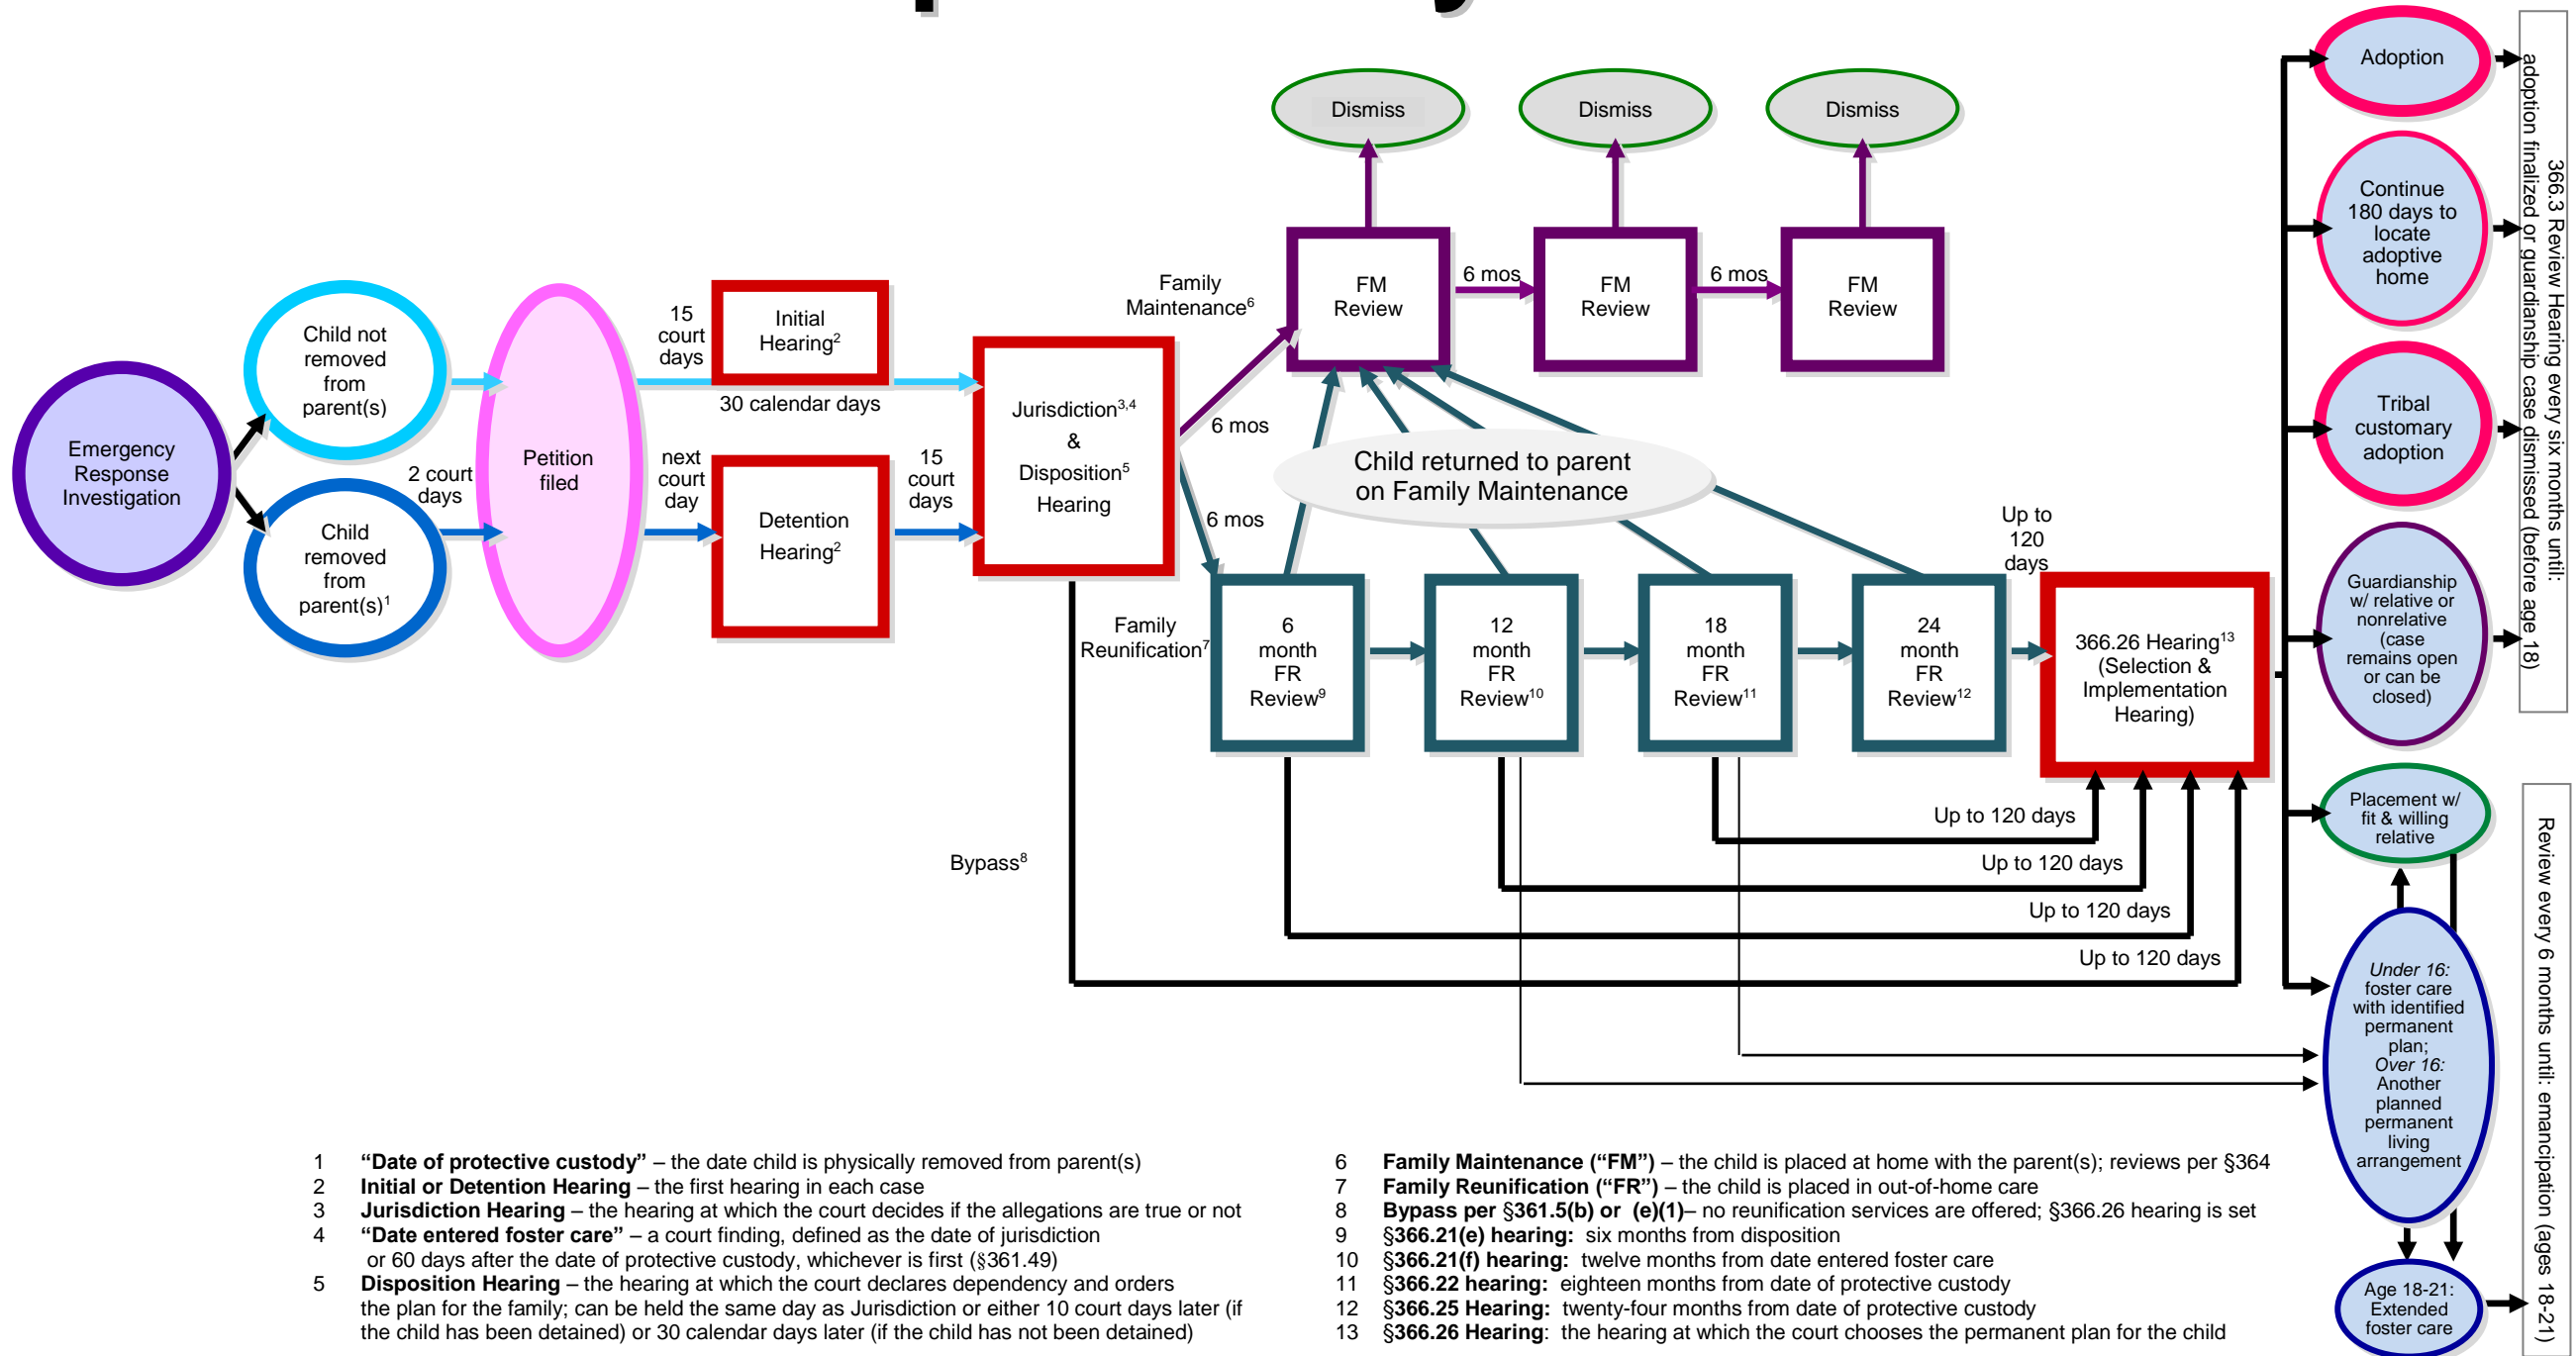 Emergency
Response
Investigation
Child not
removed
from
parent(s)
Child
removed
from
parent(s)1
2 court
days
Petition
filed
15
court
days
Initial
Hearing2
30 calendar days
next
court
day
Detention
Hearing2
15
court
days
Jurisdiction3,4
&
Disposition5
Hearing
Family
Maintenance6
6 mos
6 mos
Family
Reunification7
Bypass8
Dismiss
Dismiss
Dismiss
FM
Review
6 mos
FM
Review
6 mos
FM
Review
Child returned to parent
on Family Maintenance
6
month
FR
Review9
12
month
FR
Review10
18
month
FR
Review11
24
month
FR
Review12
Up to
120
days
366.26 Hearing13
(Selection &
Implementation
Hearing)
Up to 120 days
Up to 120 days
Up to 120 days
Up to 120 days
Adoption
Continue
180 days to
locate
adoptive
home
Tribal
customary
adoption
Guardianship
w/ relative or
nonrelative
(case
remains open
or can be
closed)
Placement w/
fit & willing
relative
Under 16:
foster care
with identified
permanent
plan;
Over 16:
Another
planned
permanent
living
arrangement
Age 18-21:
Extended
foster care
366.3 Review Hearing every six months until:
adoption finalized or guardianship case dismissed (before age 18)
Review every 6 months until: emancipation (ages 18-21)
1 “Date of protective custody” – the date child is physically removed from parent(s)
2 Initial or Detention Hearing – the first hearing in each case
3 Jurisdiction Hearing – the hearing at which the court decides if the allegations are true or not
4 “Date entered foster care” – a court finding, defined as the date of jurisdiction
or 60 days after the date of protective custody, whichever is first (§361.49)
5 Disposition Hearing – the hearing at which the court declares dependency and orders
the plan for the family; can be held the same day as Jurisdiction or either 10 court days later (if
the child has been detained) or 30 calendar days later (if the child has not been detained)
6 Family Maintenance (“FM”) – the child is placed at home with the parent(s); reviews per §364
7 Family Reunification (“FR”) – the child is placed in out-of-home care
8 Bypass per §361.5(b) or (e)(1)– no reunification services are offered; §366.26 hearing is set
9 §366.21(e) hearing: six months from disposition
10 §366.21(f) hearing: twelve months from date entered foster care
11 §366.22 hearing: eighteen months from date of protective custody
12 §366.25 Hearing: twenty-four months from date of protective custody
13 §366.26 Hearing: the hearing at which the court chooses the permanent plan for the child